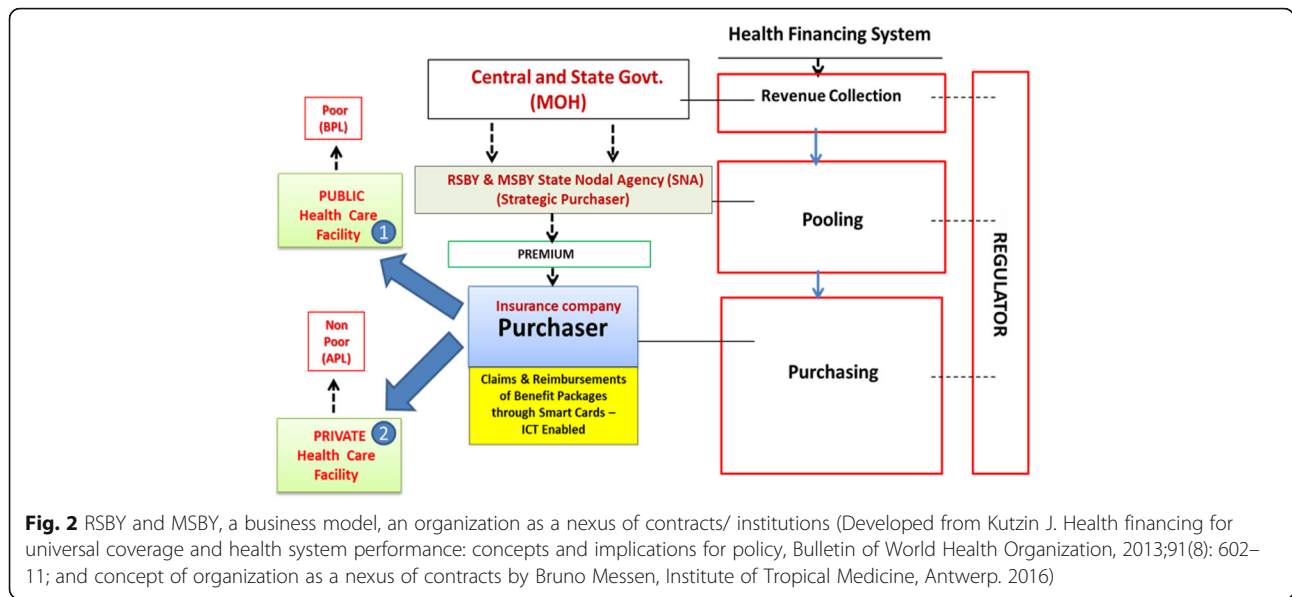 Health Financing System
Central and State Govt.
(MOH)
Revenue Collection
Poor
(BPL)
RSBY & MSBY State Nodal Agency (SNA)
(Strategic Purchaser)
PUBLIC
Health Care
Facility
1
Pooling
REGULATOR
PREMIUM
Insurance company
Purchaser
Non
Poor
(APL)
Purchasing
Claims & Reimbursements
of Benefit Packages
through Smart Cards –
ICT Enabled
PRIVATE
2
Health Care
Facility
Fig. 2 RSBY and MSBY, a business model, an organization as a nexus of contracts/ institutions (Developed from Kutzin J. Health financing for
universal coverage and health system performance: concepts and implications for policy, Bulletin of World Health Organization, 2013;91(8): 602–
11; and concept of organization as a nexus of contracts by Bruno Messen, Institute of Tropical Medicine, Antwerp. 2016)